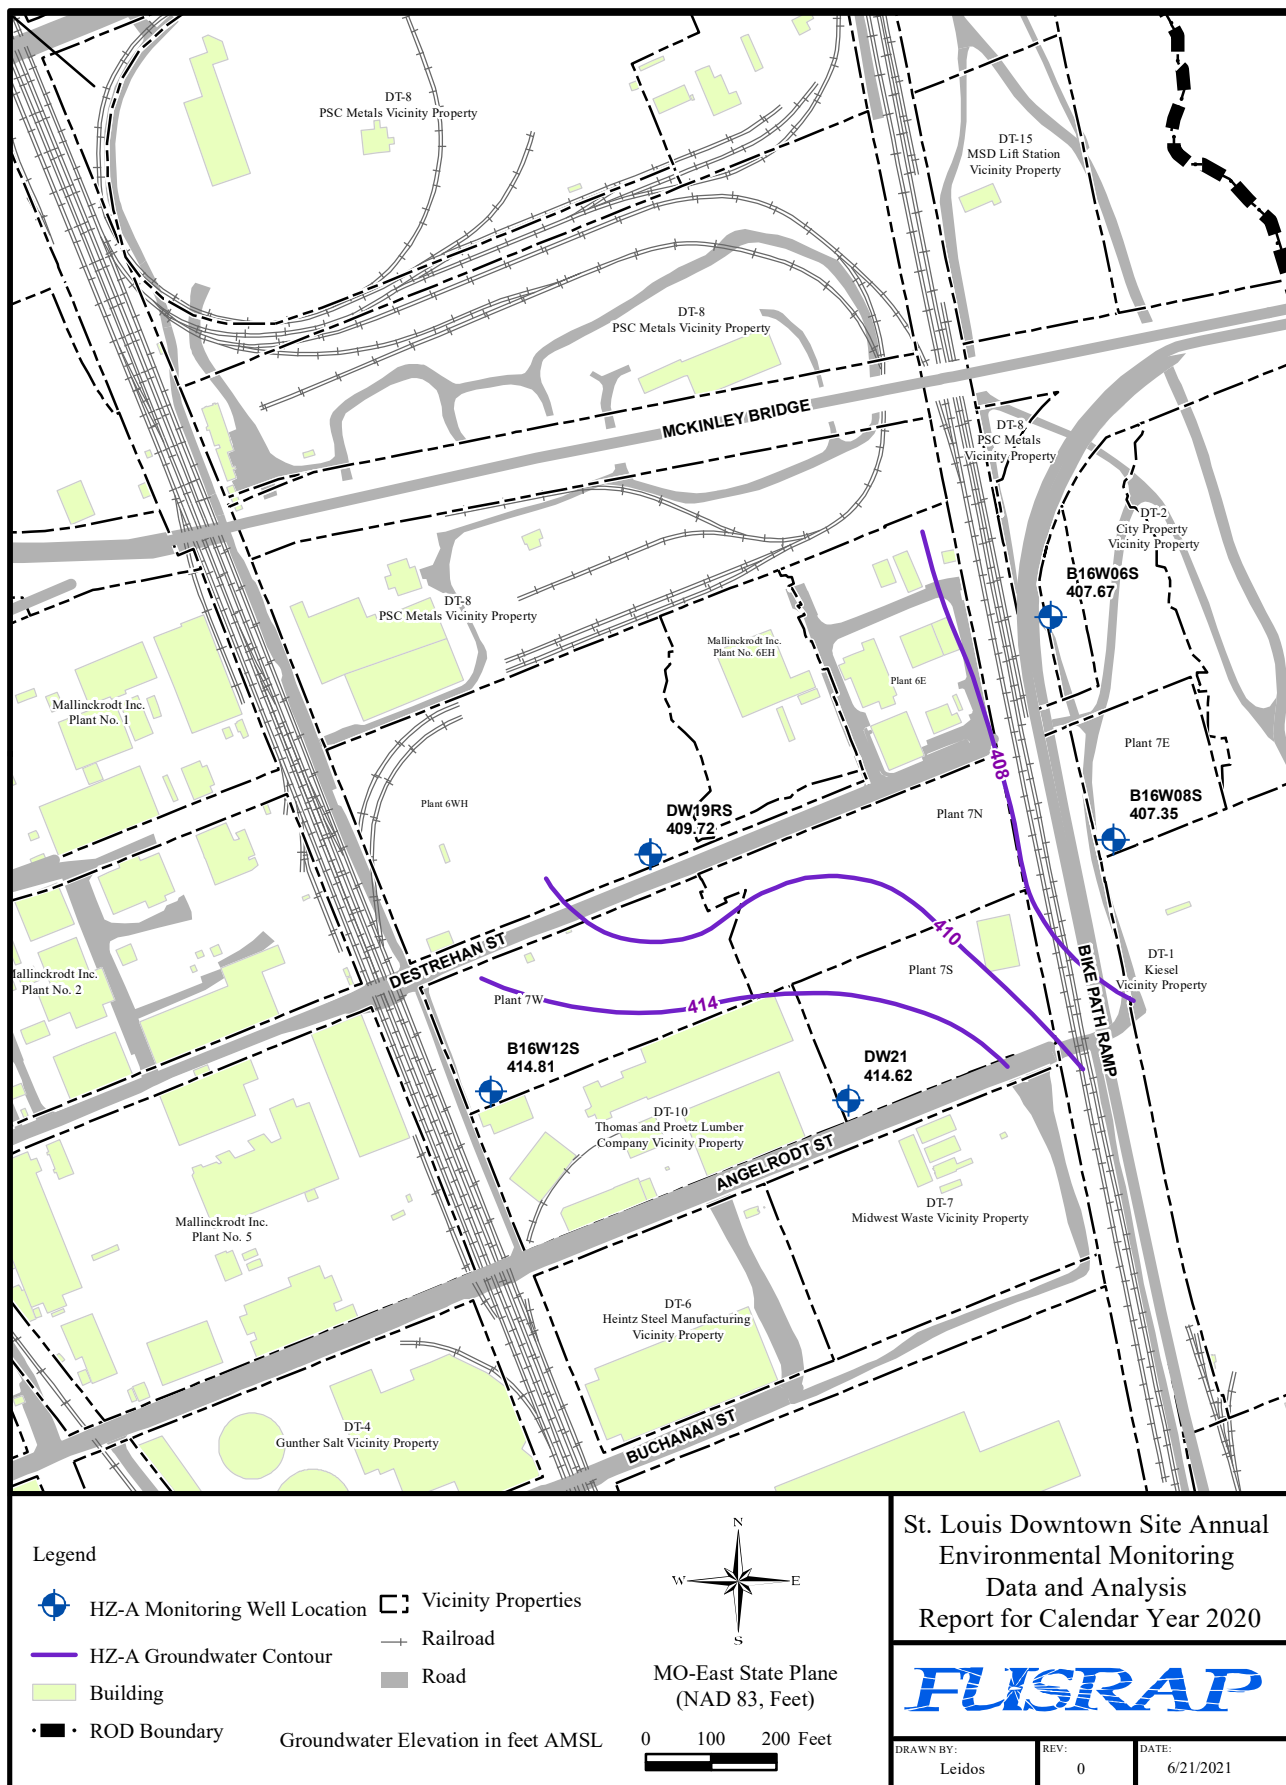 DT-8
PSC Metals Vicinity Property
DT-15
MSD Lift Station
Vicinity Property
DT-8
PSC Metals Vicinity Property
MCKINLEY BRIDGE
DT-8
PSC Metals
Vicinity Property
DT-2
City Property
Vicinity Property
B16W06S
407.67
DT-8
PSC Metals Vicinity Property
Mallinckrodt Inc.
Plant No. 6EH
Plant 6E
Mallinckrodt Inc.
Plant No. 1
Plant 7E
408
Plant 6WH
DW19RS
409.72
Plant 7N
B16W08S
407.35
410
DESTREHAN ST
Mallinckrodt Inc.
Plant No. 2
Plant 7S
DT-1
Kiesel
Vicinity Property
BIKE PATH RAMP
Plant 7W
414
B16W12S
414.81
DW21
414.62
DT-10
Thomas and Proetz Lumber
Company Vicinity Property
ANGELRODT ST
DT-7
Midwest Waste Vicinity Property
Mallinckrodt Inc.
Plant No. 5
DT-6
Heintz Steel Manufacturing
Vicinity Property
DT-4
Gunther Salt Vicinity Property
BUCHANAN ST
Legend
HZ-A Monitoring Well Location
HZ-A Groundwater Contour
Building
ROD Boundary
Vicinity Properties
Railroad
Road
Groundwater Elevation in feet AMSL
N
W E
S
MO-East State Plane
(NAD 83, Feet)
0 100 200 Feet
St. Louis Downtown Site Annual
Environmental Monitoring
Data and Analysis
Report for Calendar Year 2020
FUSRAP
DRAWN BY:
Leidos
REV:
0
DATE:
6/21/2021